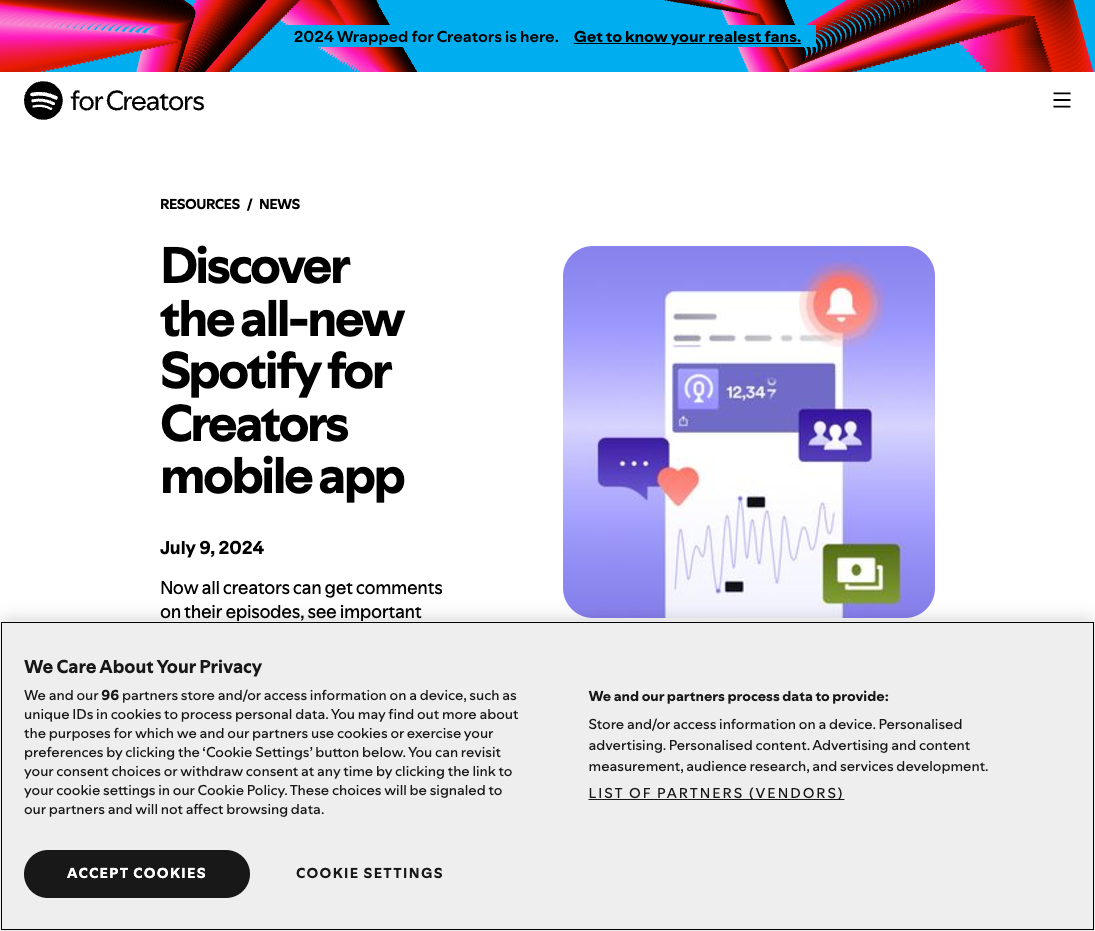 2024 Wrapped for Creators is here. Get to know your realest fans.
for Creators
RESOURCES / NEWS
Discover
the all-new
Spotify for
Creators
mobile app
July 9, 2024
Now all creators can get comments
on their episodes, see important
12,347
We Care About Your Privacy
We and our 96 partners store and/or access information on a device, such as
unique IDs in cookies to process personal data. You may find out more about
the purposes for which we and our partners use cookies or exercise your
preferences by clicking the ‘Cookie Settings’ button below. You can revisit
your consent choices or withdraw consent at any time by clicking the link to
your cookie settings in our Cookie Policy. These choices will be signaled to
our partners and will not affect browsing data.
ACCEPT COOKIES
COOKIE SETTINGS
We and our partners process data to provide:
Store and/or access information on a device. Personalised
advertising. Personalised content. Advertising and content
measurement, audience research, and services development.
LIST OF PARTNERS (VENDORS)